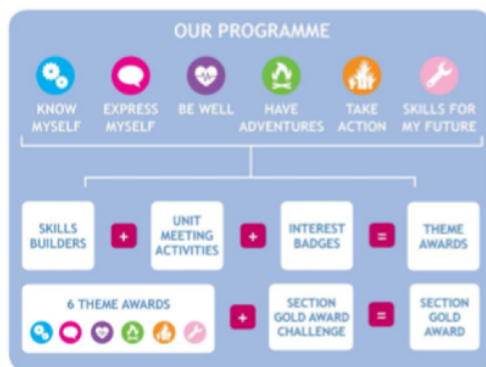 OUR PROGRAMME
KNOW MYSELF
EXPRESS MYSELF
BE WELL
HAVE ADVENTURES
TAKE ACTION
SKILLS FOR MY FUTURE
SKILLS BUILDERS
+
UNIT MEETING ACTIVITIES
+
INTEREST BADGES
=
THEME AWARDS
6 THEME AWARDS
+
SECTION GOLD AWARD CHALLENGE
=
SECTION GOLD AWARD